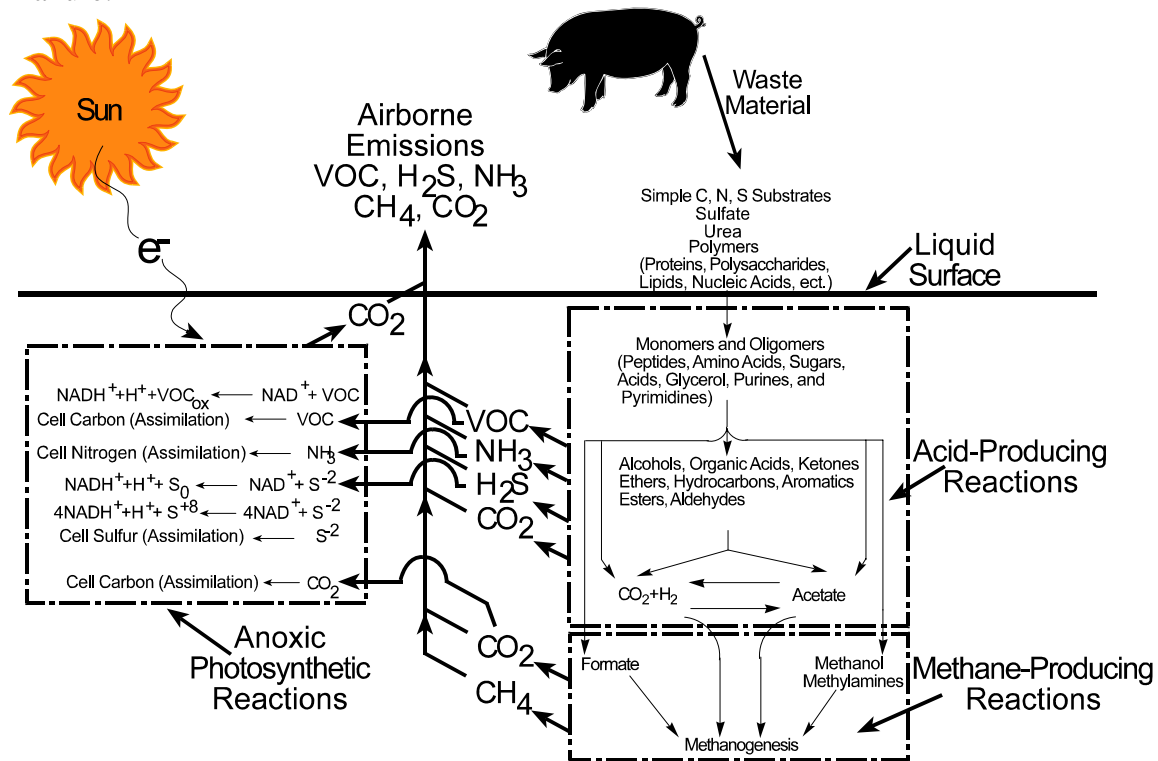 Sun
e-
Airborne
Emissions
VOC, H2S, NH3
CH4, CO2
Waste
Material
Simple C, N, S Substrates
Sulfate
Urea
Polymers
(Proteins, Polysaccharides,
Lipids, Nucleic Acids, ect.)
Liquid
Surface
CO2
NADH+ + H+ + VOCox ← NAD+ + VOC
Cell Carbon (Assimilation) ← VOC
Cell Nitrogen (Assimilation) ← NH3
NADH+ + H+ + S0 ← NAD+ + S-2
4NADH+ + H+ + S+8 ← 4NAD+ + S-2
Cell Sulfur (Assimilation) ← S-2
Cell Carbon (Assimilation) ← CO2
Anoxic
Photosynthetic
Reactions
VOC
NH3
H2S
CO2
CO2
CH4
Monomers and Oligomers
(Peptides, Amino Acids, Sugars,
Acids, Glycerol, Purines, and
Pyrimidines)
Alcohols, Organic Acids, Ketones
Ethers, Hydrocarbons, Aromatics
Esters, Aldehydes
CO2+H2
Acetate
Acid-Producing
Reactions
Formate
Methanol
Methylamines
Methanogenesis
Methane-Producing
Reactions